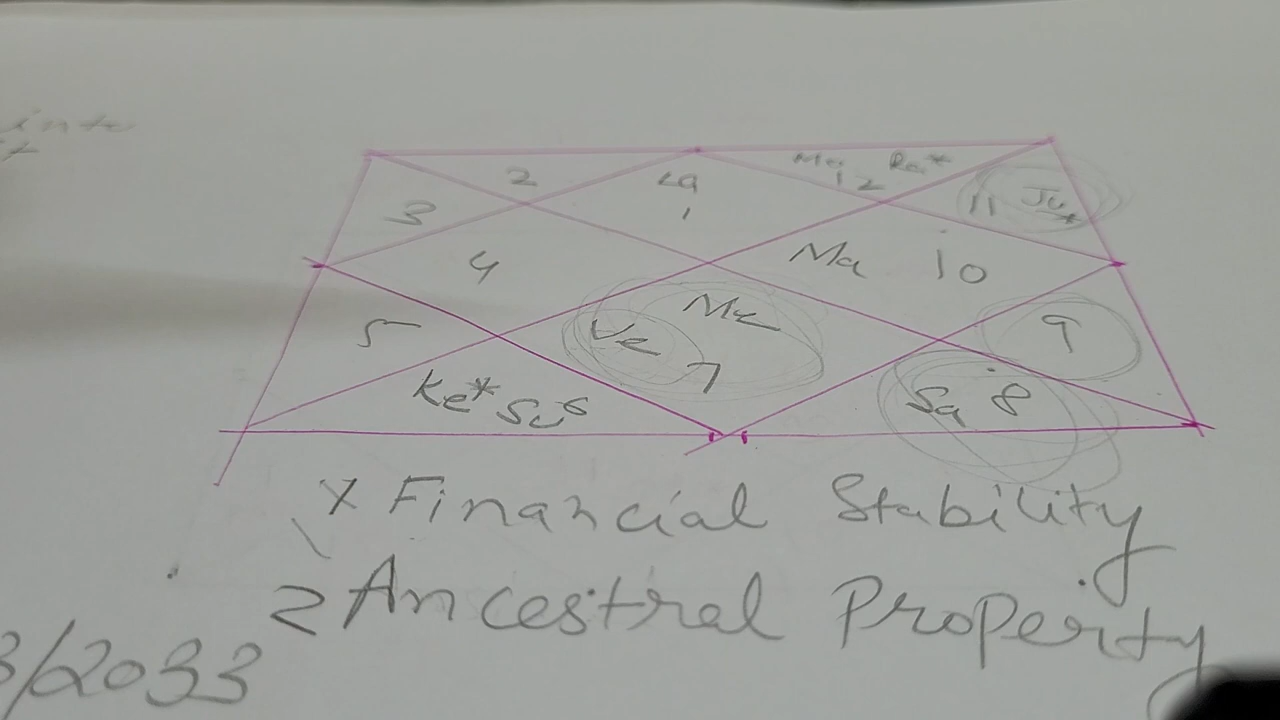 2 La Ma 12 Ra*
3 1 11 Ju*
4 Ma 10
Ve Me 9
5 7
Ke* Su 6 Sa 8
X Financial Stability
2 Ancestral Property
3/2033